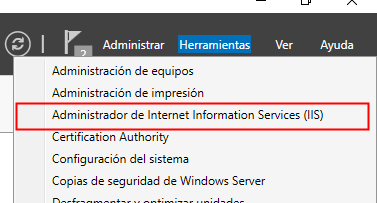 2
Administrar Herramientas Ver Ayuda
Administración de equipos
Administración de impresión
Administrador de Internet Information Services (IIS)
Certification Authority
Configuración del sistema
Copias de seguridad de Windows Server
Desfragmentar y optimizar unidades